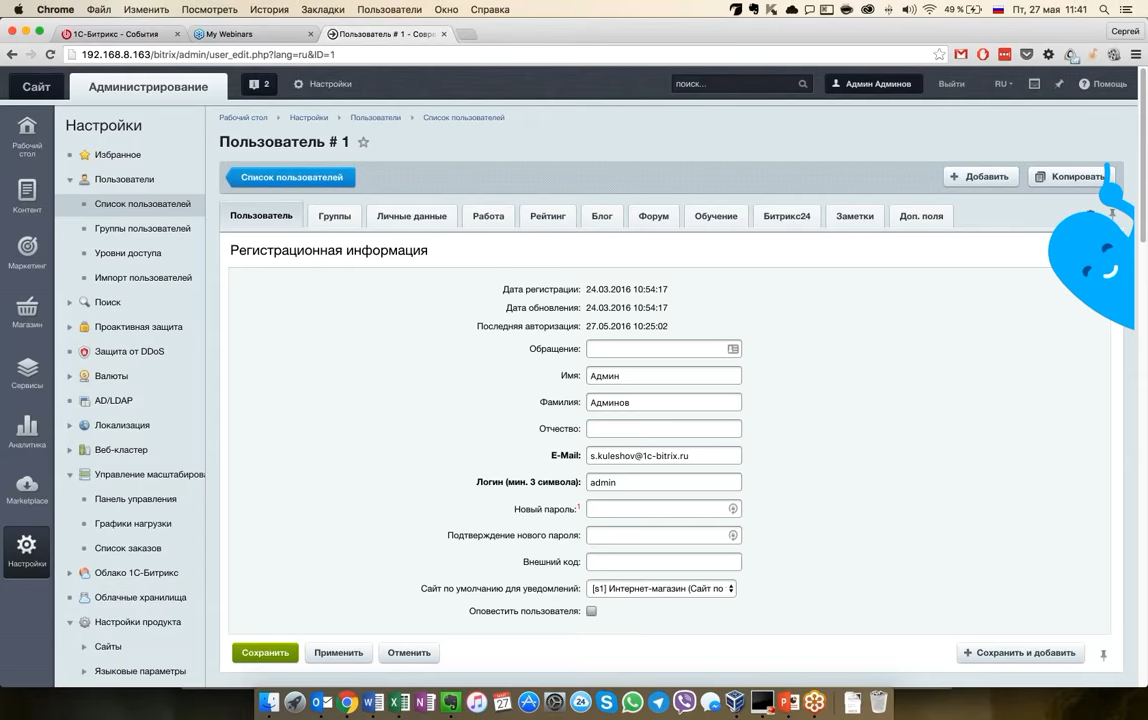 Chrome Файл Изменить Посмотреть История Закладки Пользователи Окно Справка 49 % Пт, 27 мая 11:41
1С-Битрикс - События × My Webinars × Пользователь # 1 - Совре × Сергей
192.168.8.163/bitrix/admin/user_edit.php?lang=ru&ID=1
Сайт Администрирование 2 Настройки поиск... Админ Админов Выйти RU Помощь
Рабочий стол
Контент
Маркетинг
Магазин
Сервисы
Аналитика
Marketplace
Настройки
Настройки
Избранное
Пользователи
Список пользователей
Группы пользователей
Уровни доступа
Импорт пользователей
Поиск
Проактивная защита
Защита от DDoS
Валюты
AD/LDAP
Локализация
Веб-кластер
Управление масштабирова
Панель управления
Графики нагрузки
Список заказов
Облако 1С-Битрикс
Облачные хранилища
Настройки продукта
Сайты
Языковые параметры
Рабочий стол Настройки Пользователи Список пользователей
Пользователь # 1
Список пользователей + Добавить Копировать
Пользователь Группы Личные данные Работа Рейтинг Блог Форум Обучение Битрикс24 Заметки Доп. поля
Регистрационная информация
Дата регистрации: 24.03.2016 10:54:17
Дата обновления: 24.03.2016 10:54:17
Последняя авторизация: 27.05.2016 10:25:02
Обращение:
Имя: Админ
Фамилия: Админов
Отчество:
E-Mail: s.kuleshov@1c-bitrix.ru
Логин (мин. 3 символа): admin
Новый пароль:1
Подтверждение нового пароля:
Внешний код:
Сайт по умолчанию для уведомлений: [s1] Интернет-магазин (Сайт по
Оповестить пользователя:
Сохранить Применить Отменить + Сохранить и добавить